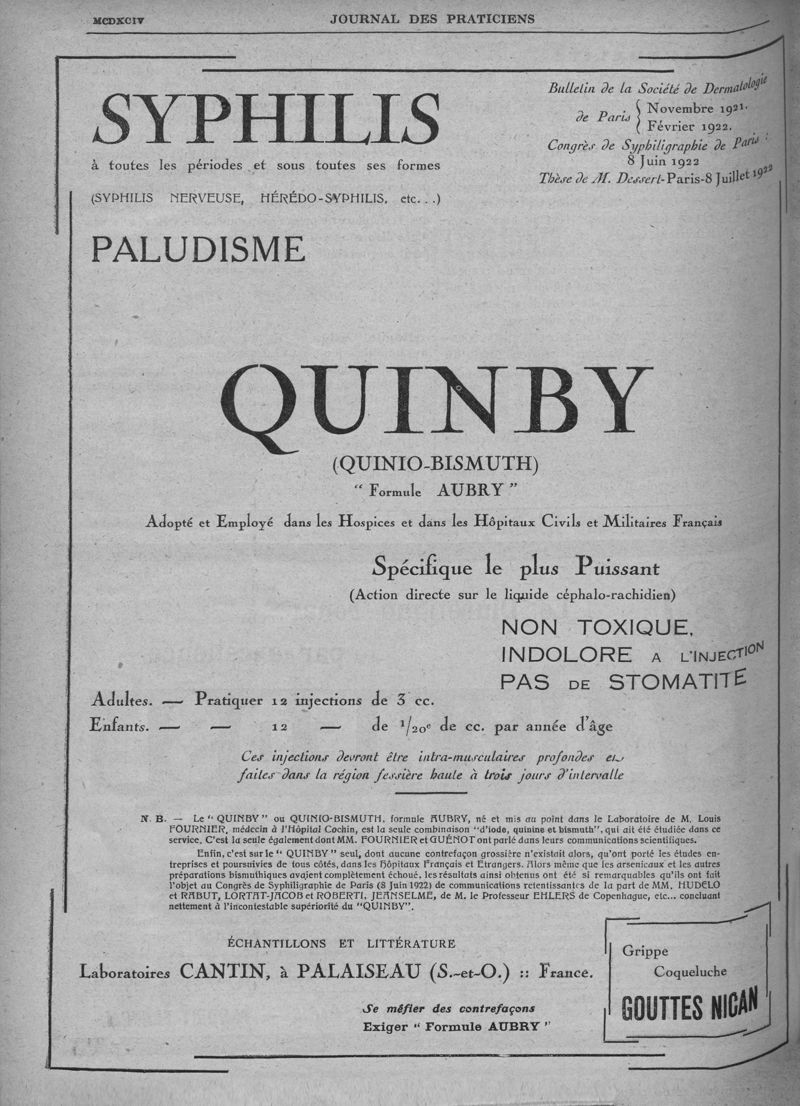 MCDXCIV JOURNAL DES PRATICIENS
SYPHILIS
à toutes les périodes et sous toutes ses formes
(SYPHILIS NERVEUSE, HÉRÉDO-SYPHILIS, etc...)
Bulletin de la Société de Dermatologie
de Paris { Novembre 1921.
Février 1922.
Congrès de Syphiligraphie de Paris :
8 Juin 1922
Thèse de M. Dessert-Paris-8 Juillet 1922
PALUDISME
QUINBY
(QUINIO-BISMUTH)
“ Formule AUBRY ”
Adopté et Employé dans les Hospices et dans les Hôpitaux Civils et Militaires Français
Spécifique le plus Puissant
(Action directe sur le liquide céphalo-rachidien)
NON TOXIQUE,
INDOLORE A L'INJECTION
PAS DE STOMATITE
Adultes. — Pratiquer 12 injections de 3 cc.
Enfants. — — 12 — de 1/20e de cc. par année d'âge
Ces injections devront être intra-musculaires profondes et
faites dans la région fessière haute à trois jours d'intervalle
N. B. — Le “ QUINBY ” ou QUINIO-BISMUTH, formule AUBRY, né et mis au point dans le Laboratoire de M. Louis
FOURNIER, médecin à l'Hôpital Cochin, est la seule combinaison “d'iode, quinine et bismuth”, qui ait été étudiée dans ce
service. C'est la seule également dont MM. FOURNIER et GUÉNOT ont parlé dans leurs communications scientifiques.
Enfin, c'est sur le “ QUINBY ” seul, dont aucune contrefaçon grossière n'existait alors, qu'ont porté les études en-
treprises et poursuivies de tous côtés, dans les Hôpitaux Français et Etrangers. Alors même que les arsenicaux et les autres
préparations bismuthiques avaient complètement échoué, les résultats ainsi obtenus ont été si remarquables qu'ils ont fait
l'objet au Congrès de Syphiligraphie de Paris (8 Juin 1922) de communications retentissantes de la part de MM. HUDELO
et RABUT, LORTAT-JACOB et ROBERTI, JEANSELME, de M. le Professeur EHLERS de Copenhague, etc... concluant
nettement à l'incontestable supériorité du “QUINBY”.
ÉCHANTILLONS ET LITTÉRATURE
Laboratoires CANTIN, à PALAISEAU (S.-et-O.) :: France.
Se méfier des contrefaçons
Exiger “ Formule AUBRY ”
Grippe
Coqueluche
GOUTTES NICAN